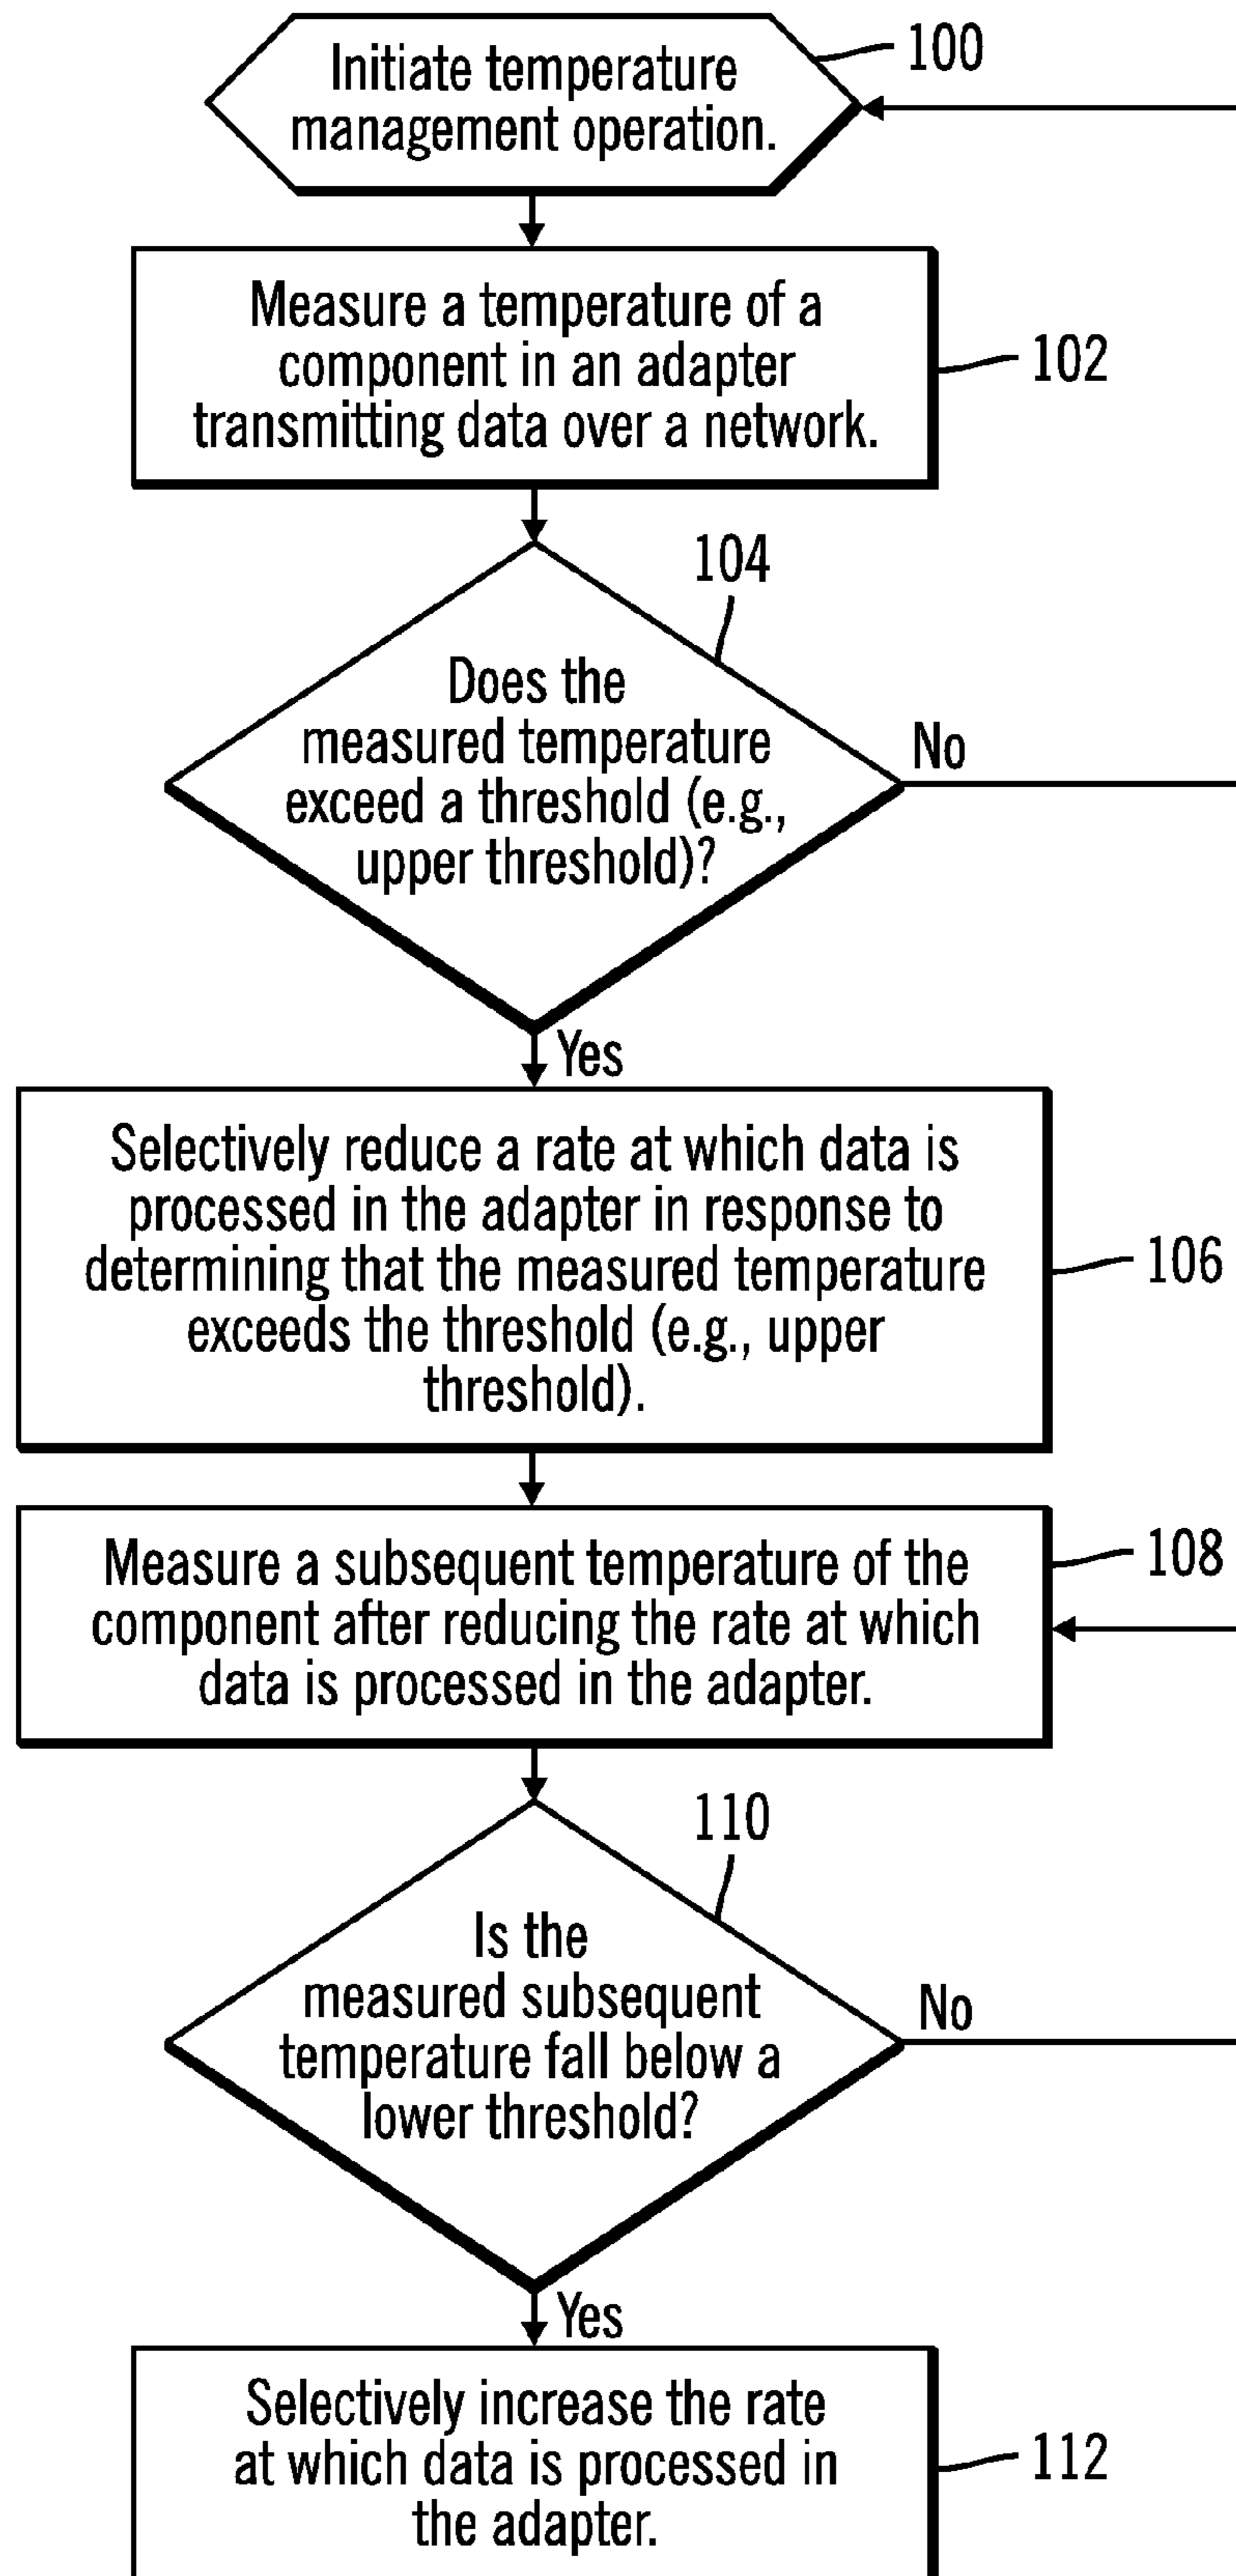 Initiate temperature
management operation.
100
Measure a temperature of a
component in an adapter
transmitting data over a network.
102
104
Does the
measured temperature
exceed a threshold (e.g.,
upper threshold)?
No
Yes
Selectively reduce a rate at which data is
processed in the adapter in response to
determining that the measured temperature
exceeds the threshold (e.g., upper
threshold).
106
Measure a subsequent temperature of the
component after reducing the rate at which
data is processed in the adapter.
108
110
Is the
measured subsequent
temperature fall below a
lower threshold?
No
Yes
Selectively increase the rate
at which data is processed in
the adapter.
112